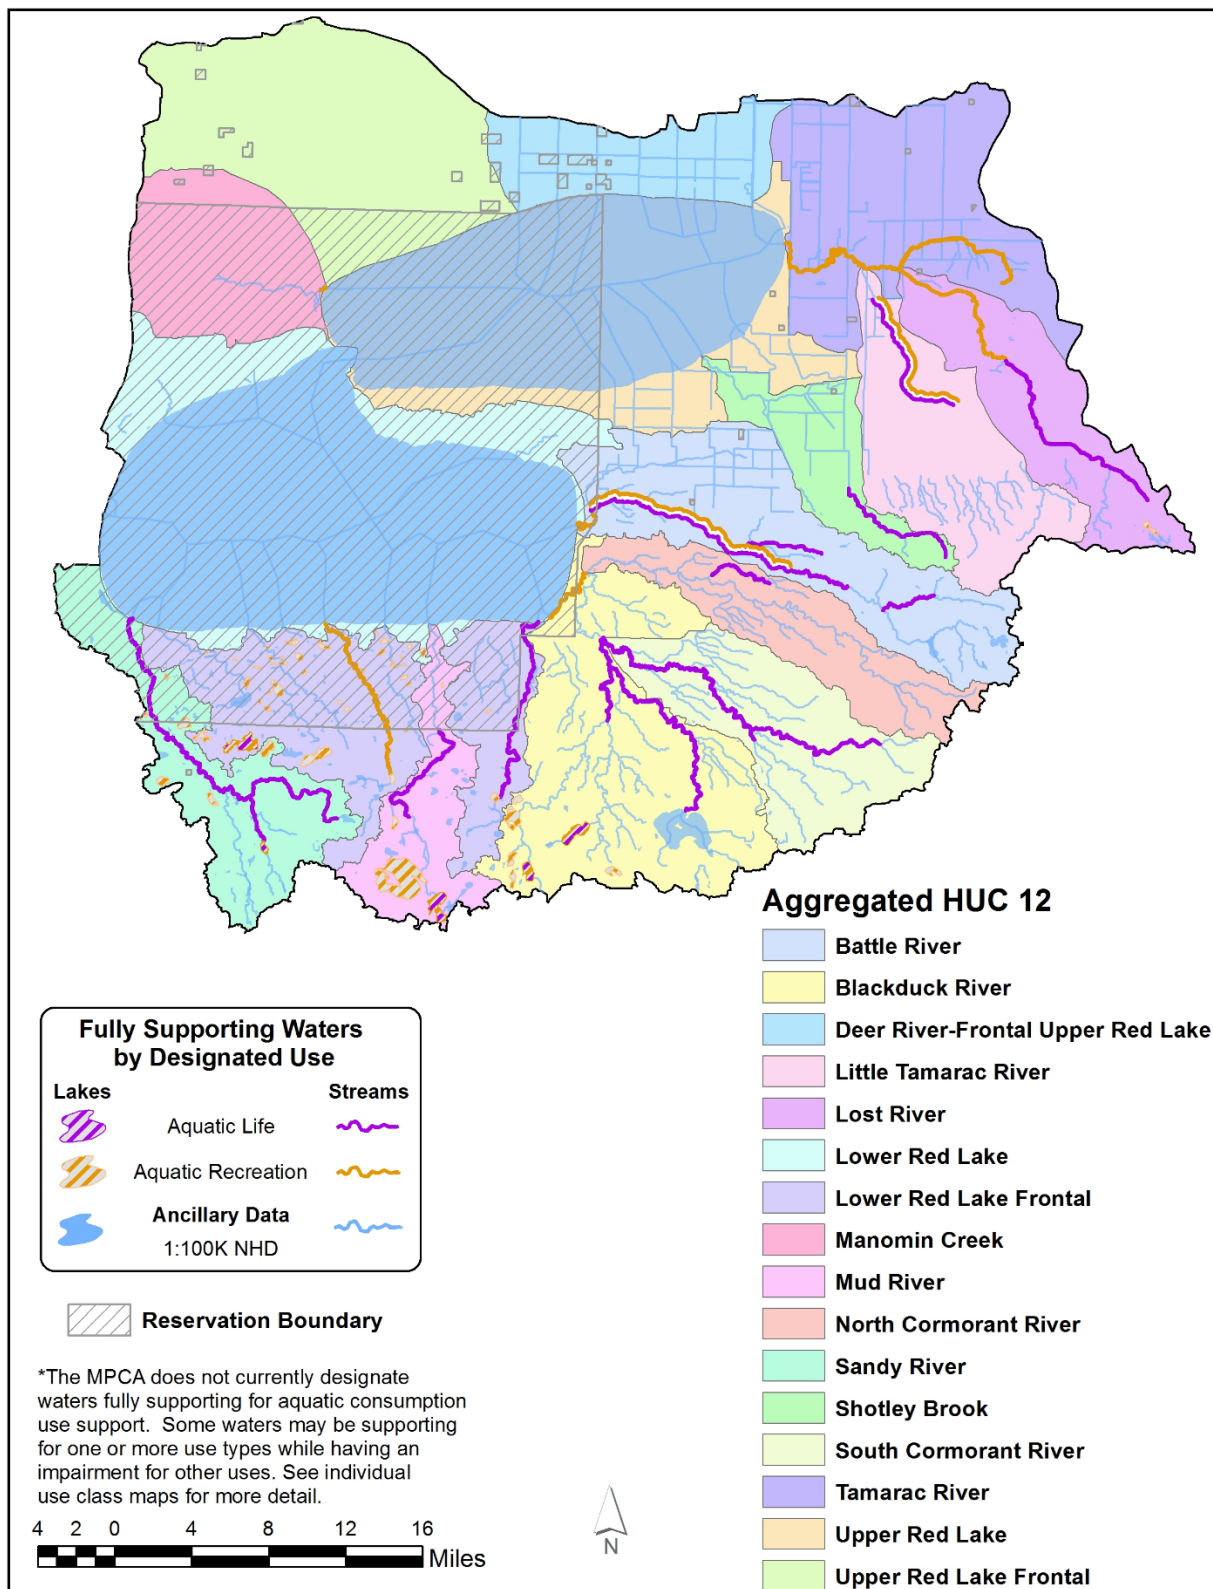 Aggregated HUC 12
Battle River
Blackduck River
Deer River-Frontal Upper Red Lake
Little Tamarac River
Lost River
Lower Red Lake
Lower Red Lake Frontal
Manomin Creek
Mud River
North Cormorant River
Sandy River
Shotley Brook
South Cormorant River
Tamarac River
Upper Red Lake
Upper Red Lake Frontal
Fully Supporting Waters
by Designated Use
Lakes Streams
Aquatic Life
Aquatic Recreation
Ancillary Data
1:100K NHD
Reservation Boundary
*The MPCA does not currently designate
waters fully supporting for aquatic consumption
use support. Some waters may be supporting
for one or more use types while having an
impairment for other uses. See individual
use class maps for more detail.
4 2 0 4 8 12 16
Miles
N